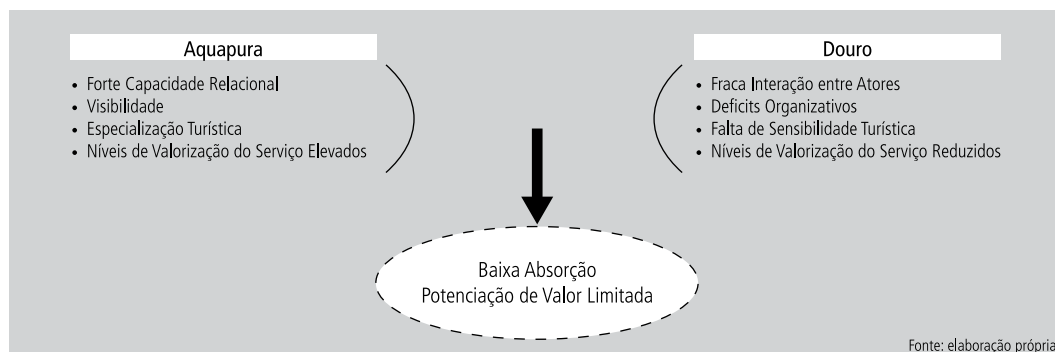 Aquapura
• Forte Capacidade Relacional
• Visibilidade
• Especialização Turística
• Níveis de Valorização do Serviço Elevados
Douro
• Fraca Interação entre Atores
• Deficits Organizativos
• Falta de Sensibilidade Turística
• Níveis de Valorização do Serviço Reduzidos
Baixa Absorção
Potenciação de Valor Limitada
Fonte: elaboração própria